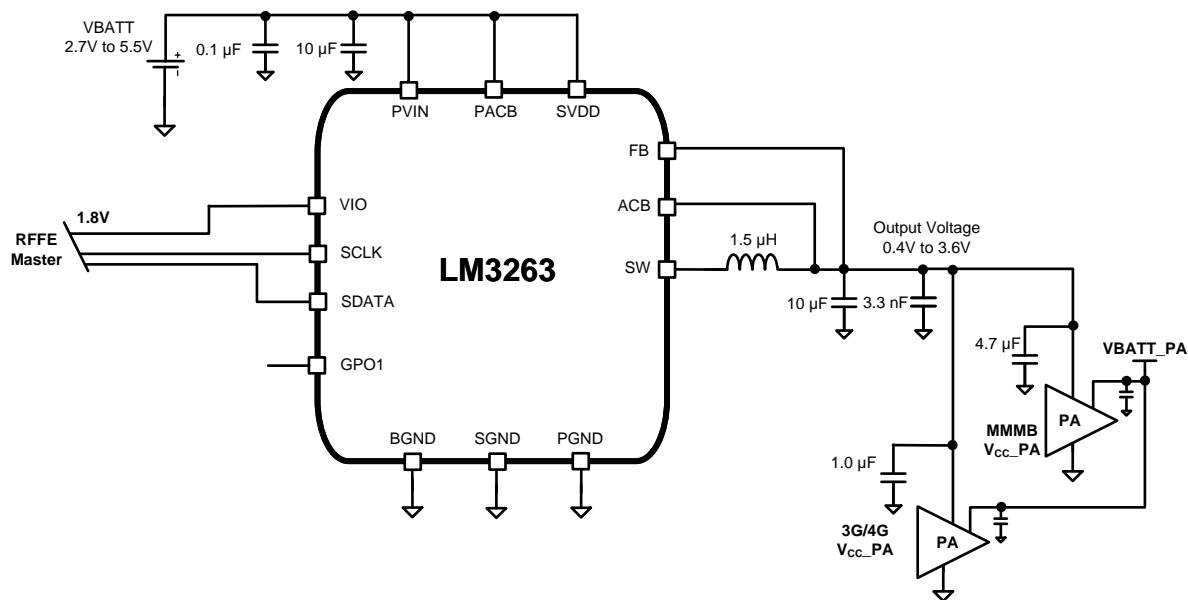 VBATT
2.7V to 5.5V
+
-
0.1 µF
10 µF
PVIN
PACB
SVDD
FB
ACB
SW
VIO
SCLK
SDATA
GPO1
1.8V
RFFE
Master
LM3263
1.5 µH
Output Voltage
0.4V to 3.6V
10 µF
3.3 nF
4.7 µF
VBATT_PA
PA
MMMB
VCC_PA
BGND
SGND
PGND
1.0 µF
PA
3G/4G
VCC_PA